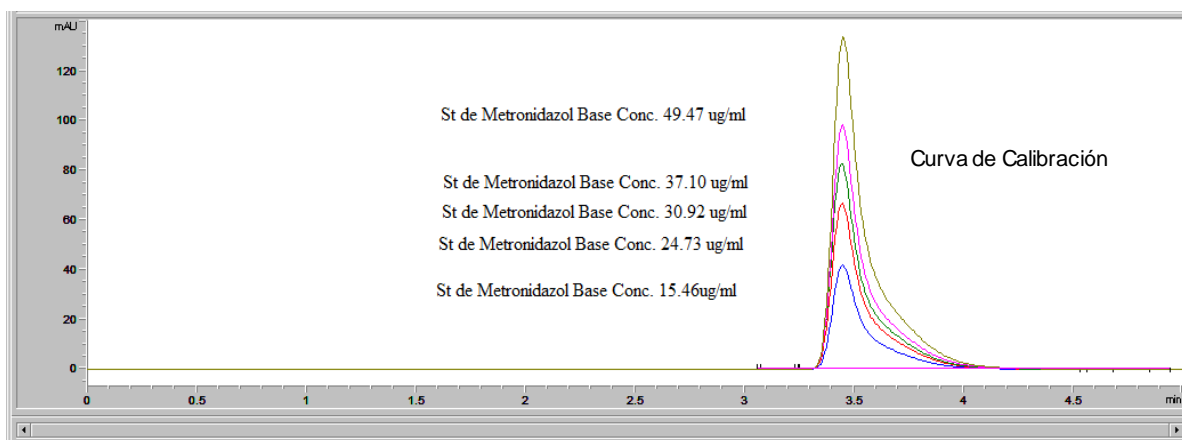 mAU
120
St de Metronidazol Base Conc. 49.47 ug/ml
100
Curva de Calibración
80
St de Metronidazol Base Conc. 37.10 ug/ml
St de Metronidazol Base Conc. 30.92 ug/ml
60
St de Metronidazol Base Conc. 24.73 ug/ml
40
St de Metronidazol Base Conc. 15.46ug/ml
20
0
0 0.5 1 1.5 2 2.5 3 3.5 4 4.5 min